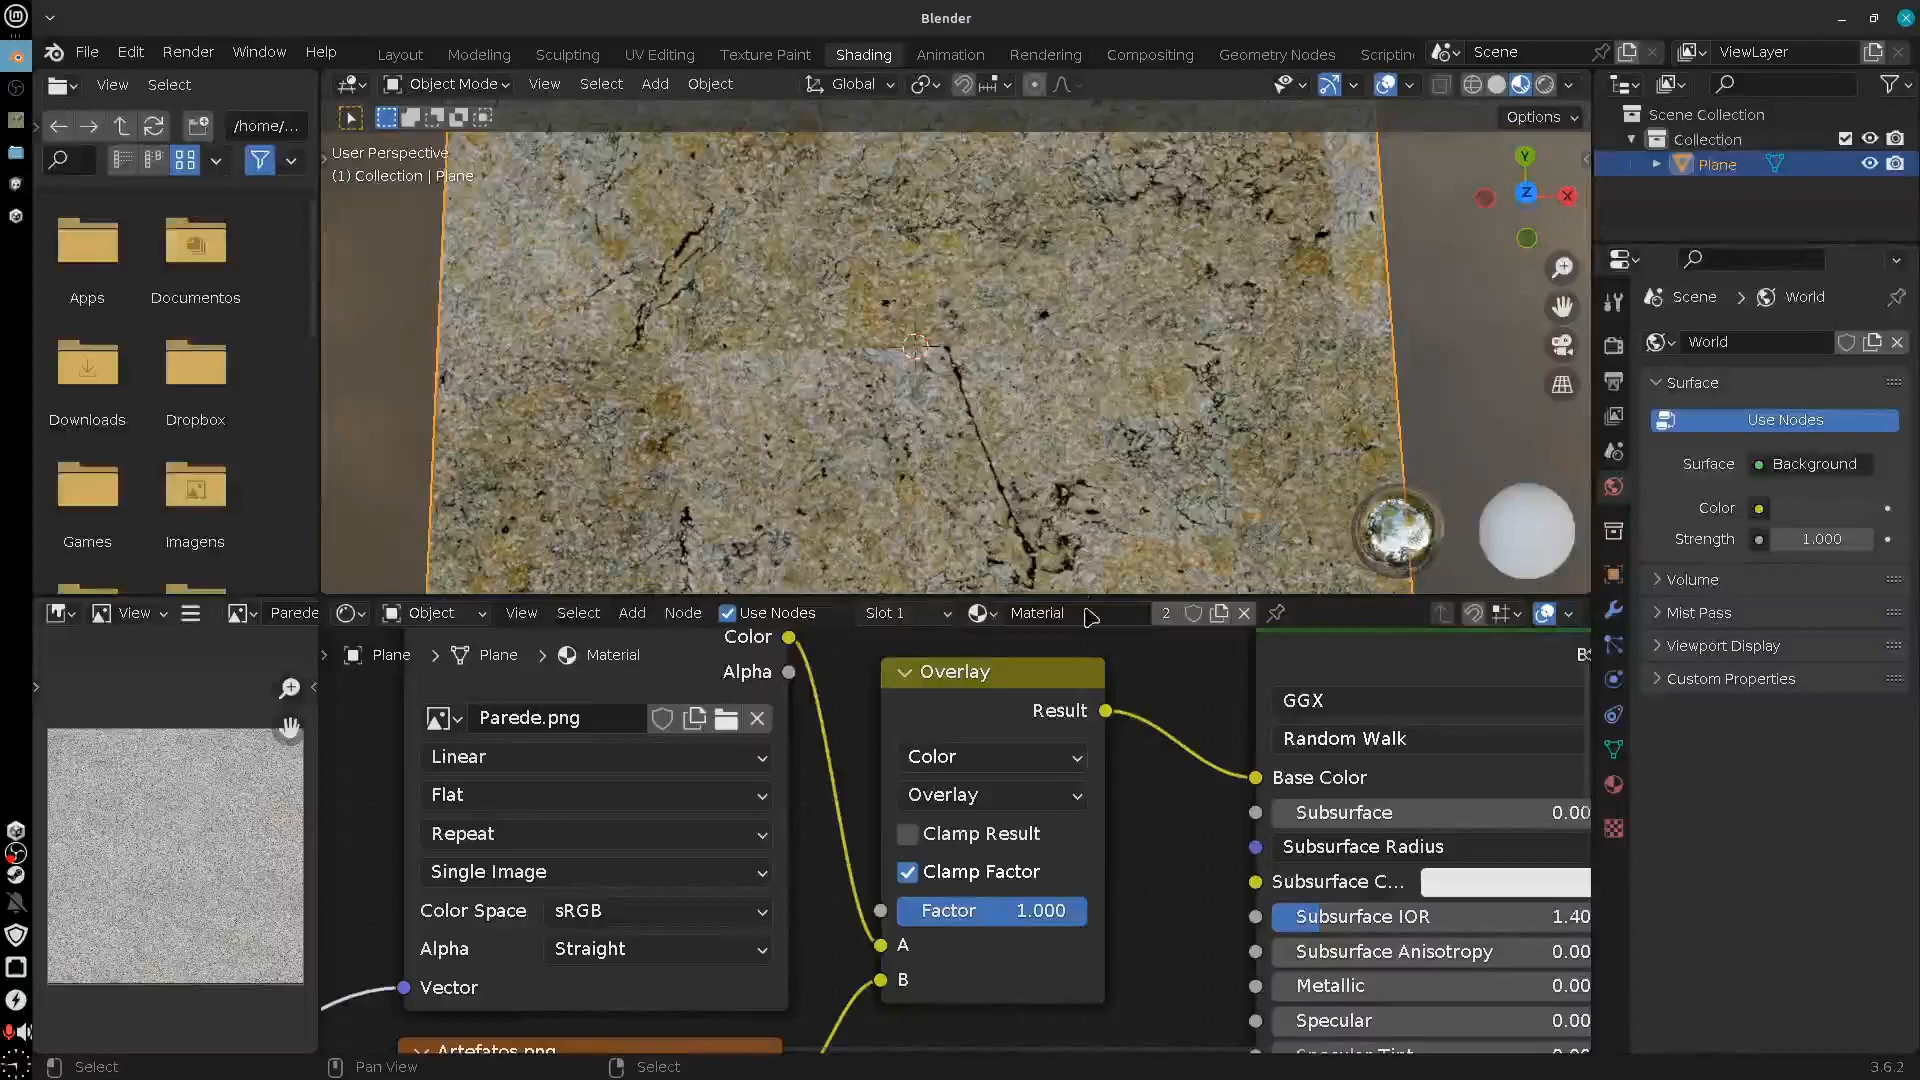 Blender
File Edit Render Window Help
Layout Modeling Sculpting UV Editing Texture Paint Shading Animation Rendering Compositing Geometry Nodes Scriptin
Scene
ViewLayer
View Select
Object Mode View Select Add Object
Global
/home/...
Options
User Perspective
(1) Collection | Plane
Y
Z
X
Apps
Documentos
Downloads
Dropbox
Games
Imagens
Scene Collection
Collection
Plane
Scene > World
World
Surface
Use Nodes
Surface Background
Color
Strength 1.000
Volume
Mist Pass
Viewport Display
Custom Properties
View
Parede
Object View Select Add Node Use Nodes Slot 1 Material 2
Plane > Plane > Material
Color
Alpha
Parede.png
Linear
Flat
Repeat
Single Image
Color Space sRGB
Alpha Straight
Vector
Artefatos.png
Overlay
Result
Color
Overlay
Clamp Result
Clamp Factor
Factor 1.000
A
B
GGX
Random Walk
Base Color
Subsurface 0.00
Subsurface Radius
Subsurface C...
Subsurface IOR 1.40
Subsurface Anisotropy 0.00
Metallic 0.00
Specular 0.00
Select
Pan View
Select
3.6.2